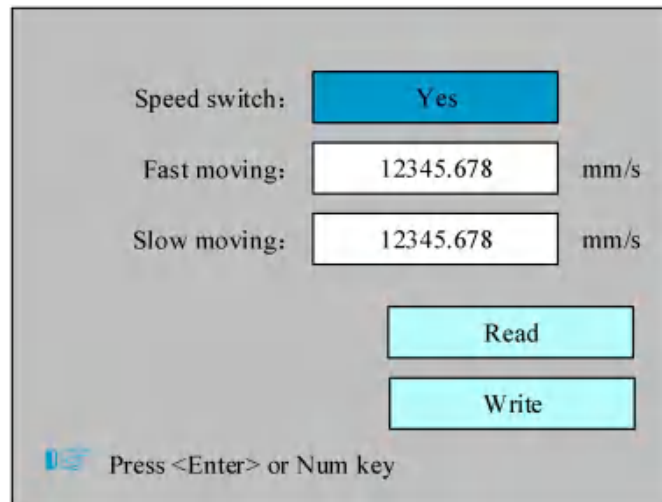 Speed switch: Yes
Fast moving: 12345.678 mm/s
Slow moving: 12345.678 mm/s
Read
Write
Press <Enter> or Num key